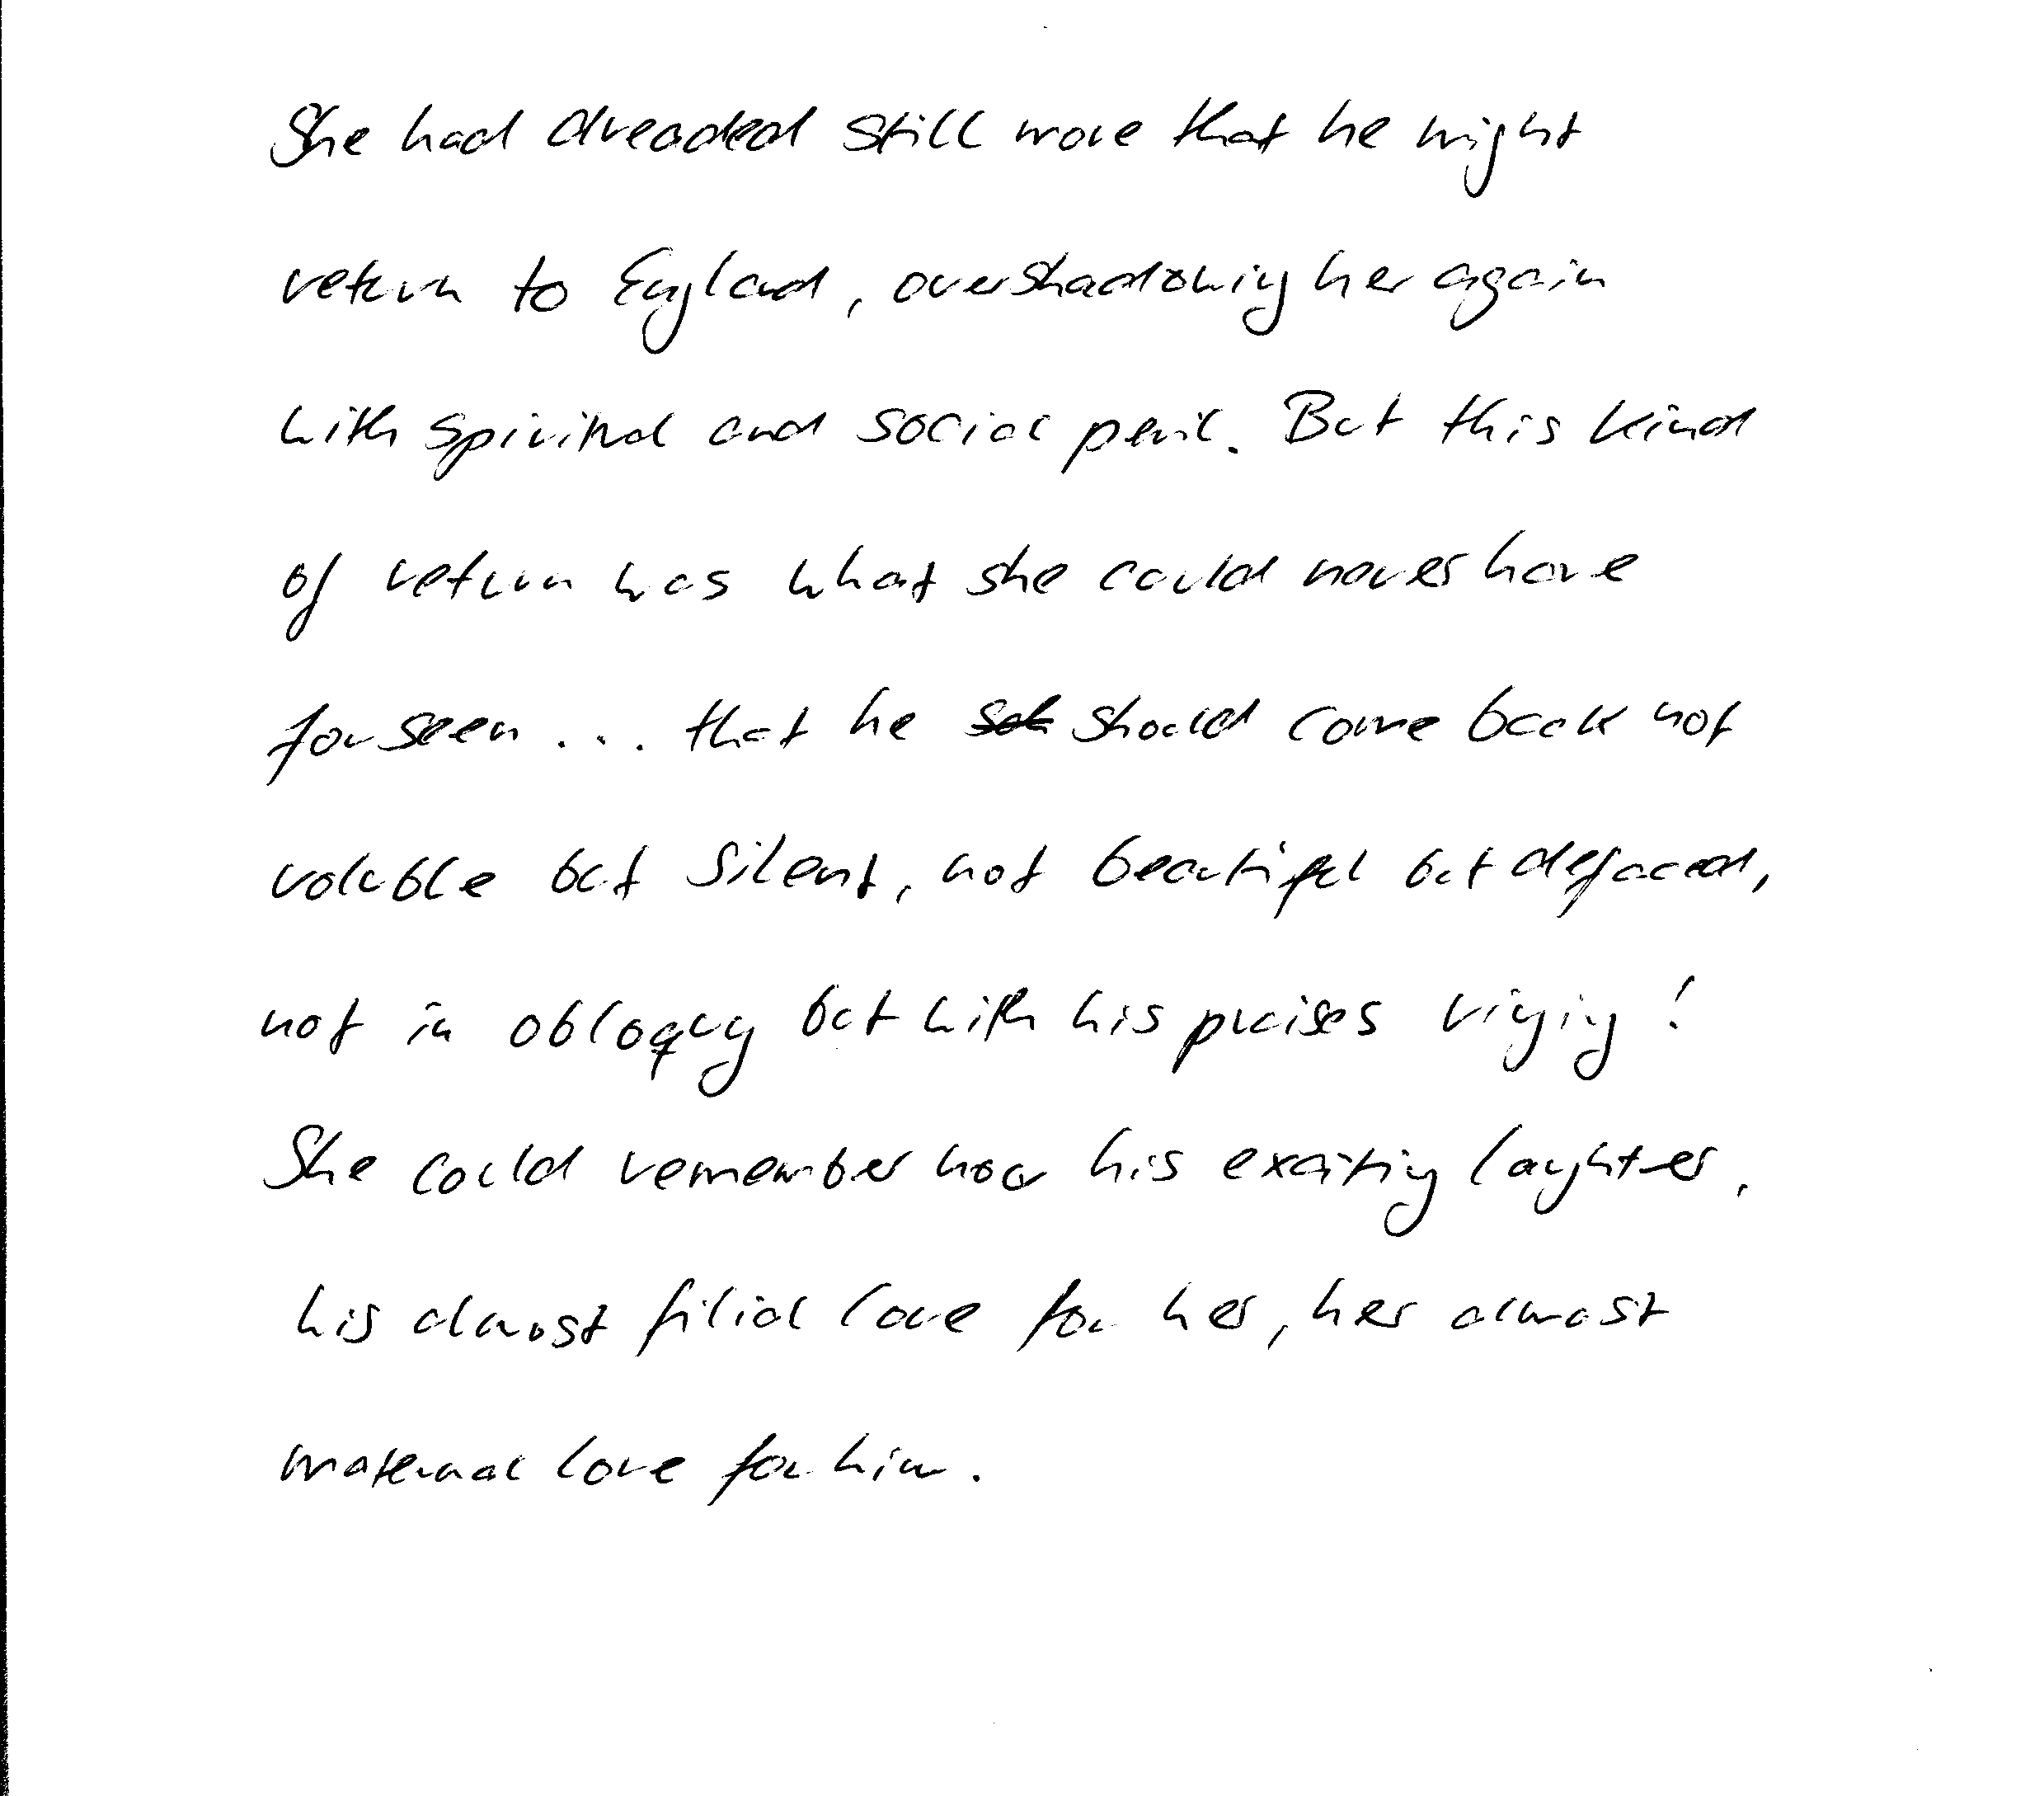 She had dreaded still more that he might
return to England, overshadowing her again
with spiritual and social peril. But this kind
of return was what she could never have
forseen... that he should come back not
voluble but silent, not beautiful but defaced,
not in obloquy but with his praises ringing!
She could remember now his exciting laughter,
his almost filial love for her, her almost
maternal love for him.